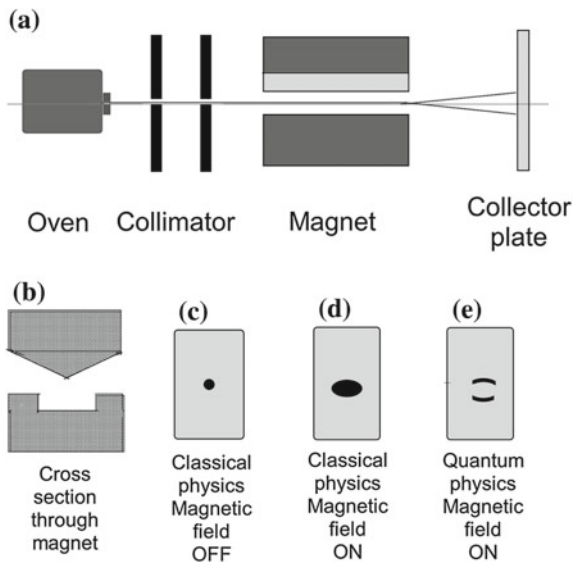 (a)
Oven
Collimator
Magnet
Collector
plate
(b)
Cross
section
through
magnet
(c)
Classical
physics
Magnetic
field
OFF
(d)
Classical
physics
Magnetic
field
ON
(e)
Quantum
physics
Magnetic
field
ON